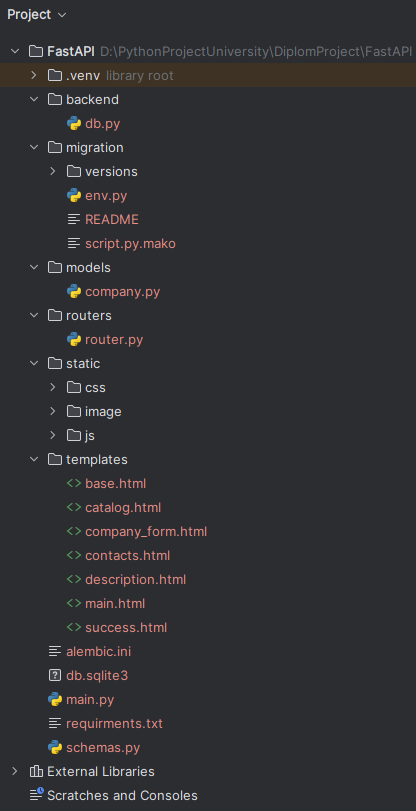 Project
FastAPI D:\PythonProjectUniversity\DiplomProject\FastAPI
.venv library root
backend
db.py
migration
versions
env.py
README
script.py.mako
models
company.py
routers
router.py
static
css
image
js
templates
base.html
catalog.html
company_form.html
contacts.html
description.html
main.html
success.html
alembic.ini
db.sqlite3
main.py
requirments.txt
schemas.py
External Libraries
Scratches and Consoles